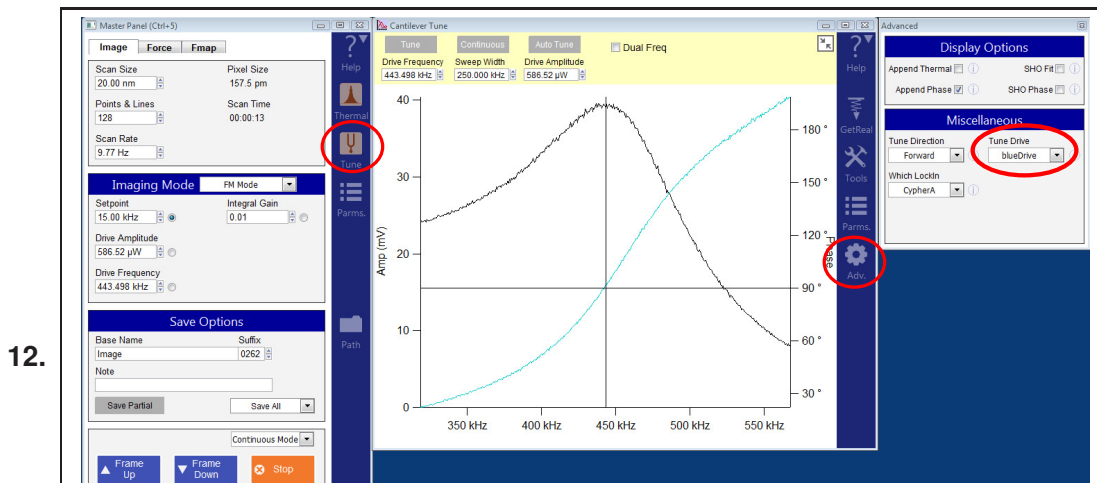 12.
Master Panel (Ctrl+5)
Image Force Fmap
Scan Size Pixel Size
20.00 nm 157.5 pm
Points & Lines Scan Time
128 00:00:13
Scan Rate
9.77 Hz
Imaging Mode FM Mode
Setpoint Integral Gain
15.00 kHz 0.01
Drive Amplitude
586.52 µW
Drive Frequency
443.498 kHz
Save Options
Base Name Suffix
Image 0262
Note
Save Partial Save All
Continuous Mode
Frame Up Frame Down Stop
? Help
Thermal
Tune
Parms.
Path
Cantilever Tune
Tune Continuous Auto Tune Dual Freq
Drive Frequency Sweep Width Drive Amplitude
443.498 kHz 250.000 kHz 586.52 µW
40
30
20
10
0
Amp (mV)
350 kHz 400 kHz 450 kHz 500 kHz 550 kHz
180 °
150 °
120 °
90 °
60 °
30 °
Phase
? Help
GetReal
Tools
Parms.
Adv.
Advanced
Display Options
Append Thermal SHO Fit
Append Phase SHO Phase
Miscellaneous
Tune Direction Tune Drive
Forward blueDrive
Which LockIn
CypherA